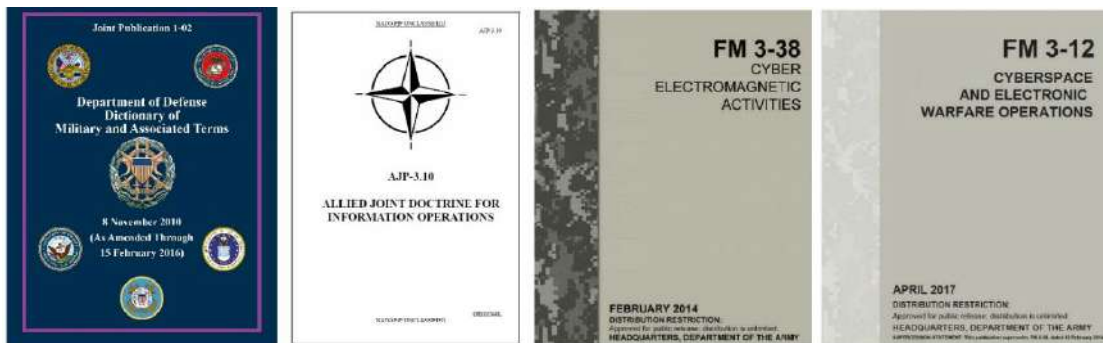 Joint Publication 1-02
Department of Defense
Dictionary of
Military and Associated Terms
8 November 2010
(As Amended Through
15 February 2016)
AJP-3.10
AJP-3.10
ALLIED JOINT DOCTRINE FOR
INFORMATION OPERATIONS
FM 3-38
CYBER
ELECTROMAGNETIC
ACTIVITIES
FEBRUARY 2014
DISTRIBUTION RESTRICTION:
Approved for public release; distribution is unlimited.
HEADQUARTERS, DEPARTMENT OF THE ARMY
FM 3-12
CYBERSPACE
AND ELECTRONIC
WARFARE OPERATIONS
APRIL 2017
DISTRIBUTION RESTRICTION:
Approved for public release; distribution is unlimited
HEADQUARTERS, DEPARTMENT OF THE ARMY